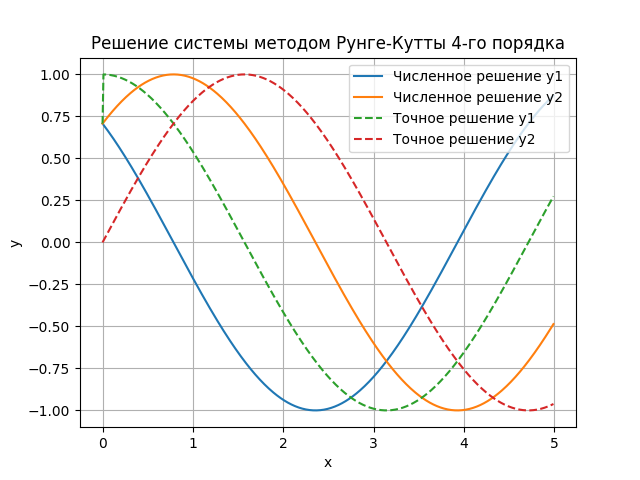 Решение системы методом Рунге-Кутты 4-го порядка
1.00
0.75
0.50
0.25
0.00
−0.25
−0.50
−0.75
−1.00
y
Численное решение y1
Численное решение y2
Точное решение y1
Точное решение y2
0 1 2 3 4 5
x